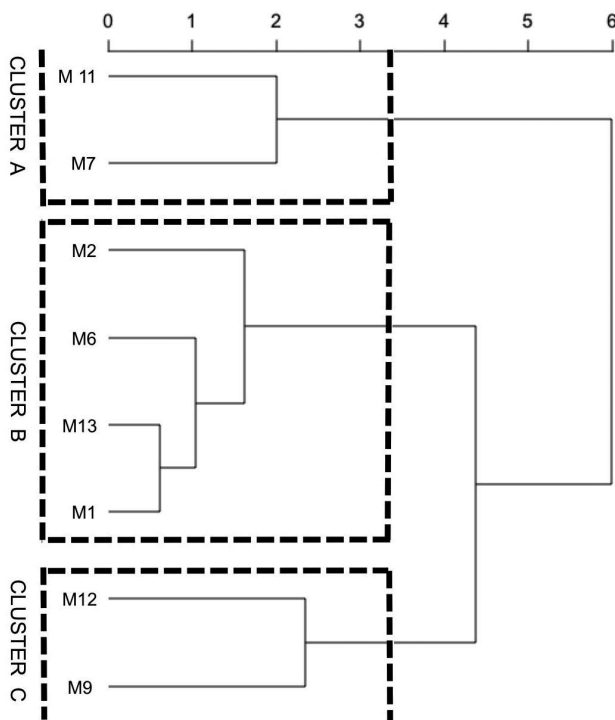 0 1 2 3 4 5 6
CLUSTER A
M 11
M7
CLUSTER B
M2
M6
M13
M1
CLUSTER C
M12
M9